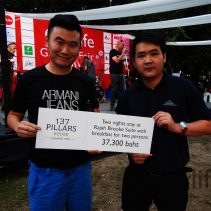 life
ARMANI
JEANS
137
PILLARS
HOUSE
Two nights stay at
Rajah Brooke Suite with
breakfast for two persons
37,300 baht